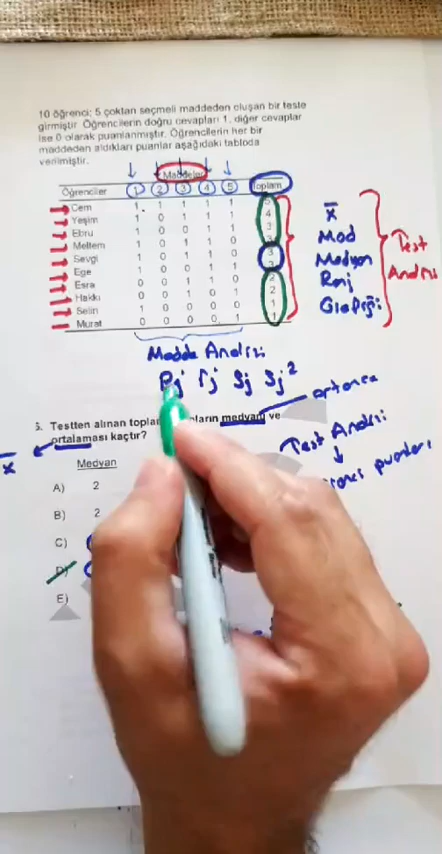 10 öğrenci; 5 çoktan seçmeli maddeden oluşan bir teste
girmiştir. Öğrencilerin doğru cevapları 1, diğer cevaplar
ise 0 olarak puanlanmıştır. Öğrencilerin her bir
maddeden aldıkları puanlar aşağıdaki tabloda
verilmiştir.
Maddeler
Öğrenciler 1 2 3 4 5 Toplam
Cem 1 1 1 1 1 5
Yeşim 1 0 1 1 1 4
Ebru 1 0 1 1 3
Meltem 1 0 1 1 0 3
Sevgi 1 0 1 1 0 3
Ege 1 0 0 1 1 3
Esra 0 0 1 1 0 2
Hakkı 0 0 1 0 1 2
Selin 1 0 0 0 0 1
Murat 0 0 0 0 1 1
x̄
Mod
Medyan
Ranj
Test
Analizi
Madde Analizi
Pj rj Sj Sj²
ortanca
Testten alınan medyanı ve
ortalaması kaçtır?
x̄
Test Analizi
puanları
Medyan
A) 2
B) 2
C)
D)
E)